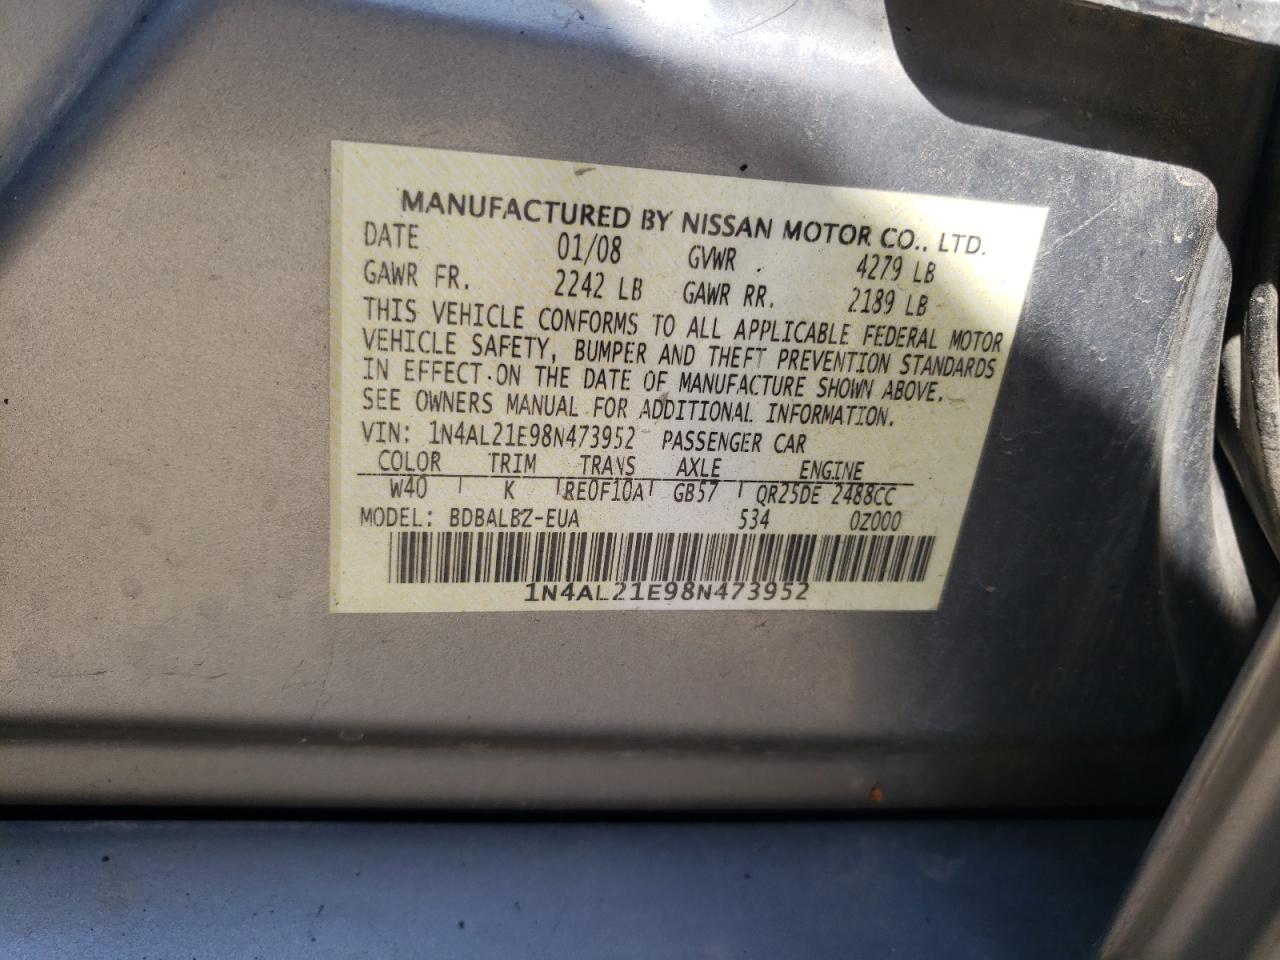 MANUFACTURED BY NISSAN MOTOR CO., LTD.
DATE 01/08 GVWR . 4279 LB
GAWR FR. 2242 LB GAWR RR. 2189 LB
THIS VEHICLE CONFORMS TO ALL APPLICABLE FEDERAL MOTOR
VEHICLE SAFETY, BUMPER AND THEFT PREVENTION STANDARDS
IN EFFECT ON THE DATE OF MANUFACTURE SHOWN ABOVE.
SEE OWNERS MANUAL FOR ADDITIONAL INFORMATION.
VIN: 1N4AL21E98N473952 PASSENGER CAR
COLOR TRIM TRANS AXLE ENGINE
W40 K RE0F10A GB57 QR25DE 2488CC
MODEL: BDBALBZ-EUA 534 0Z000
1N4AL21E98N473952